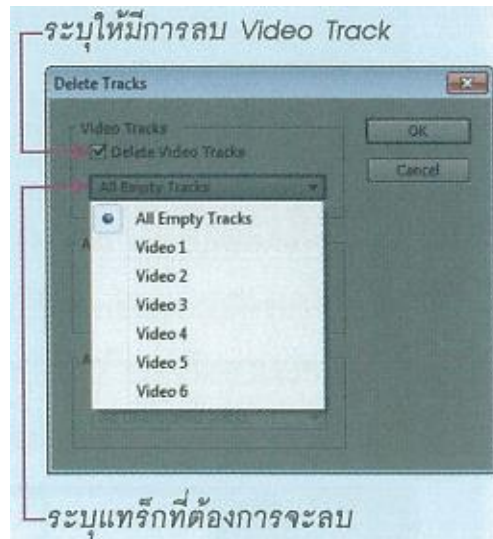 ระบุให้มีการลบ Video Track
Delete Tracks
Video Tracks
OK
Delete Video Tracks
Cancel
All Empty Tracks
All Empty Tracks
Video 1
Video 2
Video 3
Video 4
Video 5
Video 6
ระบุแทร็กที่ต้องการจะลบ